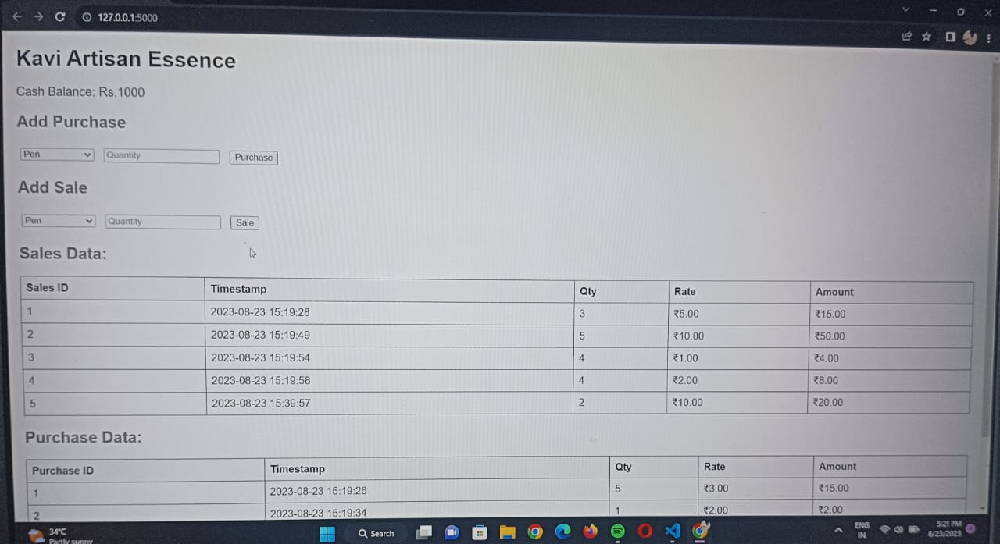 127.0.0.1:5000
Kavi Artisan Essence
Cash Balance: Rs.1000
Add Purchase
Pen Quantity Purchase
Add Sale
Pen Quantity Sale
Sales Data:
Sales ID Timestamp Qty Rate Amount
1 2023-08-23 15:19:28 3 ₹5.00 ₹15.00
2 2023-08-23 15:19:49 5 ₹10.00 ₹50.00
3 2023-08-23 15:19:54 4 ₹1.00 ₹4.00
4 2023-08-23 15:19:58 4 ₹2.00 ₹8.00
5 2023-08-23 15:39:57 2 ₹10.00 ₹20.00
Purchase Data:
Purchase ID Timestamp Qty Rate Amount
1 2023-08-23 15:19:26 5 ₹3.00 ₹15.00
2 2023-08-23 15:19:34 1 ₹2.00 ₹2.00
34°C Search ENG 5:21 PM
Partly sunny IN 8/23/2023